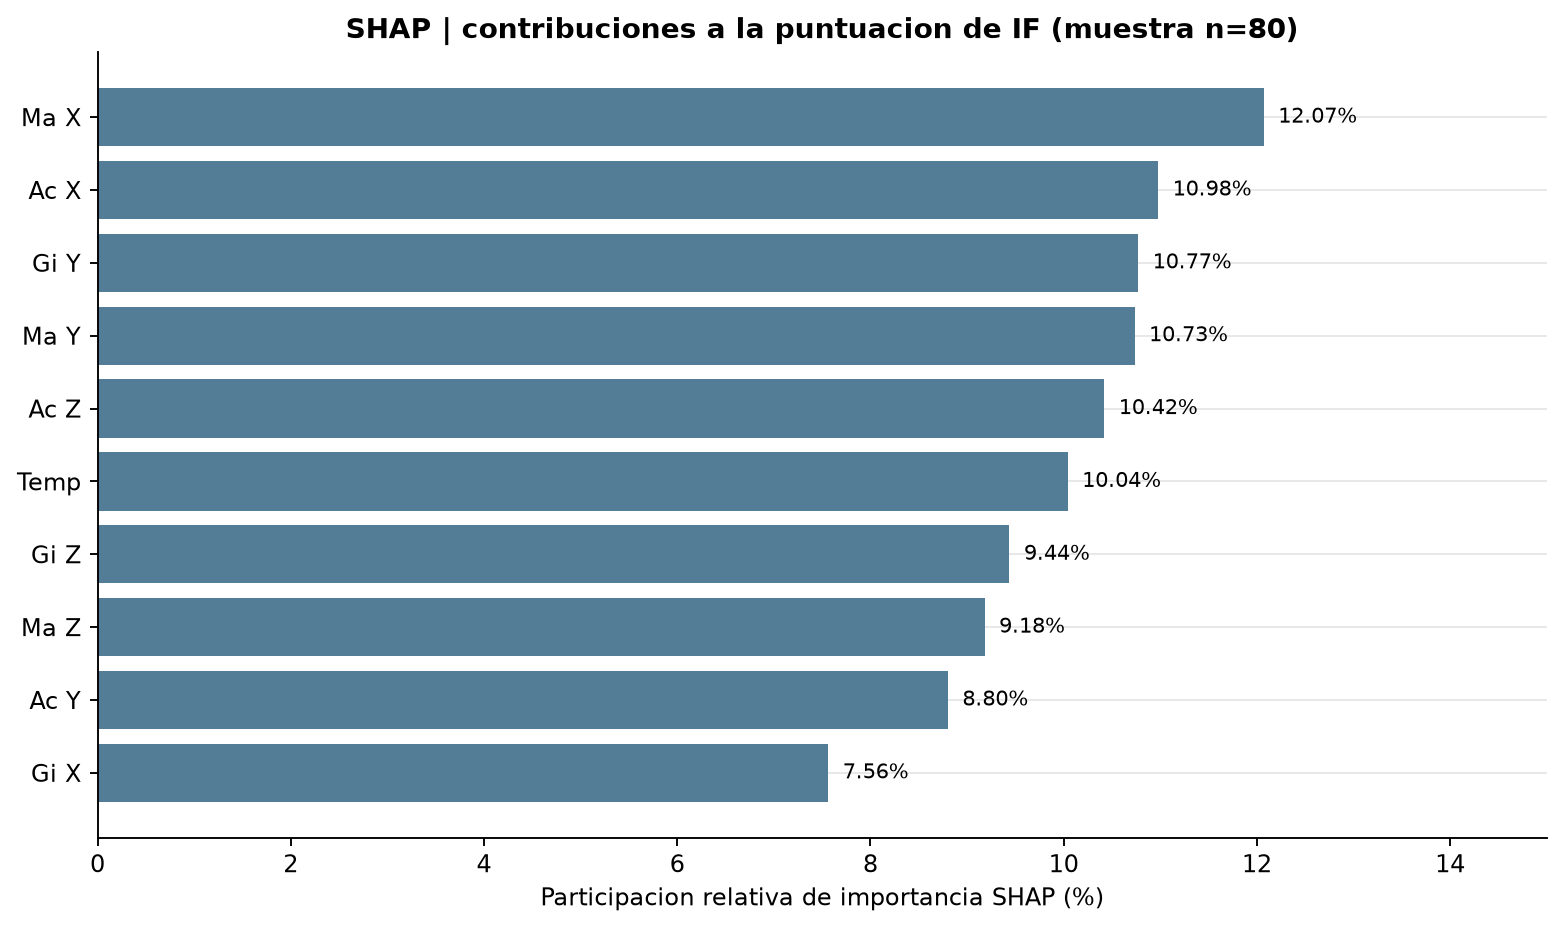 SHAP | contribuciones a la puntuacion de IF (muestra n=80)
Ma X 12.07%
Ac X 10.98%
Gi Y 10.77%
Ma Y 10.73%
Ac Z 10.42%
Temp 10.04%
Gi Z 9.44%
Ma Z 9.18%
Ac Y 8.80%
Gi X 7.56%
0 2 4 6 8 10 12 14
Participacion relativa de importancia SHAP (%)